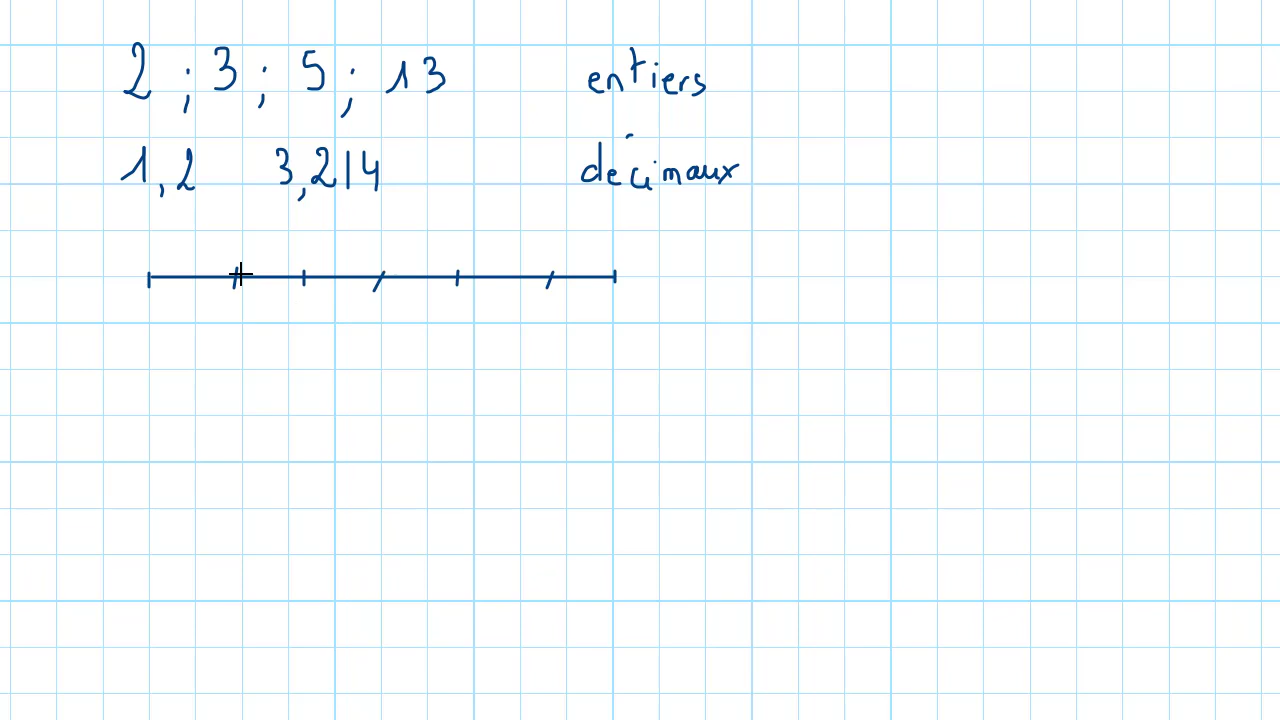 2 ; 3 ; 5 ; 13 entiers
1,2 3,214 décimaux